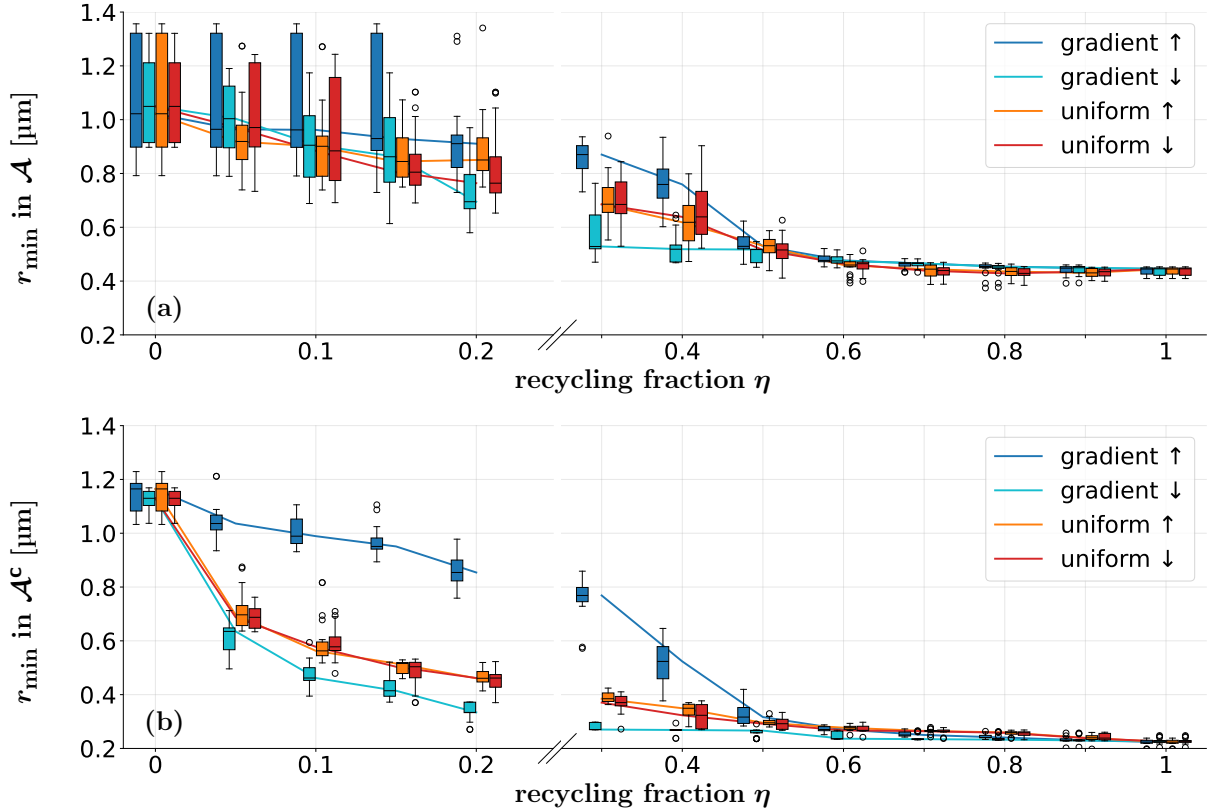 1.4
1.2
1.0
0.8
0.6
0.4
0.2
r_min in 𝒜 [µm]
gradient ↑
gradient ↓
uniform ↑
uniform ↓
(a)
0 0.1 0.2 0.4 0.6 0.8 1
recycling fraction η
1.4
1.2
1.0
0.8
0.6
0.4
0.2
r_min in 𝒜ᶜ [µm]
gradient ↑
gradient ↓
uniform ↑
uniform ↓
(b)
0 0.1 0.2 0.4 0.6 0.8 1
recycling fraction η